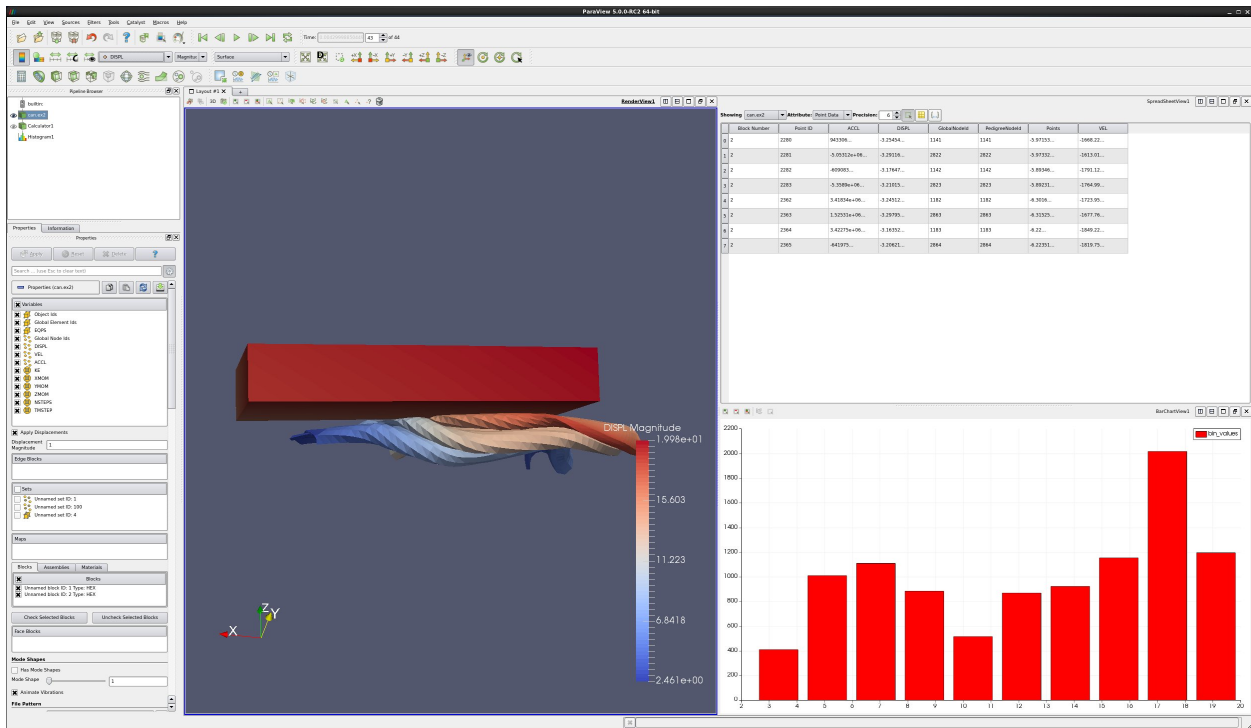 ParaView 5.0.0-RC2 64-bit
File Edit View Sources Filters Tools Catalyst Macros Help
Time: 43 of 44
DISPL Magnitu Surface
Pipeline Browser
builtin:
can.ex2
Calculator1
Histogram1
Properties Information
Properties
Apply Reset Delete ?
Search ... (use Esc to clear text)
Properties (can.ex2)
Variables
Object Ids
Global Element Ids
EQPS
Global Node Ids
DISPL
VEL
ACCL
KE
XMOM
YMOM
ZMOM
NSTEPS
TMSTEP
Apply Displacements
Displacement Magnitude 1
Edge Blocks
Sets
Unnamed set ID: 1
Unnamed set ID: 100
Unnamed set ID: 4
Maps
Blocks Assemblies Materials
Blocks
Unnamed block ID: 1 Type: HEX
Unnamed block ID: 2 Type: HEX
Check Selected Blocks Uncheck Selected Blocks
Face Blocks
Mode Shapes
Has Mode Shapes
Mode Shape 1
Animate Vibrations
File Pattern
Layout #1 X +
3D RenderView1
DISPL Magnitude
1.998e+01
15.603
11.223
6.8418
2.461e+00
X Z Y
SpreadSheetView1
Showing can.ex2 Attribute: Point Data Precision: 6
Block Number Point ID ACCL DISPL GlobalNodeId PedigreeNodeId Points VEL
0 2 2280 943306... -3.25454... 1141 1141 -5.97153... -1668.22...
1 2 2281 -5.05312e+06... -3.29116... 2822 2822 -5.97332... -1613.01...
2 2 2282 -609083... -3.17647... 1142 1142 -5.89346... -1791.12...
3 2 2283 -5.3589e+06... -3.21015... 2823 2823 -5.89231... -1764.99...
4 2 2362 3.41834e+06... -3.24512... 1182 1182 -6.3016... -1723.95...
5 2 2363 1.52531e+06... -3.29795... 2863 2863 -6.31525... -1677.76...
6 2 2364 3.42275e+06... -3.16352... 1183 1183 -6.22... -1849.22...
7 2 2365 -641975... -3.20621... 2864 2864 -6.22351... -1819.75...
BarChartView1
bin_values
2200
2000
1800
1600
1400
1200
1000
800
600
400
200
0
2 3 4 5 6 7 8 9 10 11 12 13 14 15 16 17 18 19 20